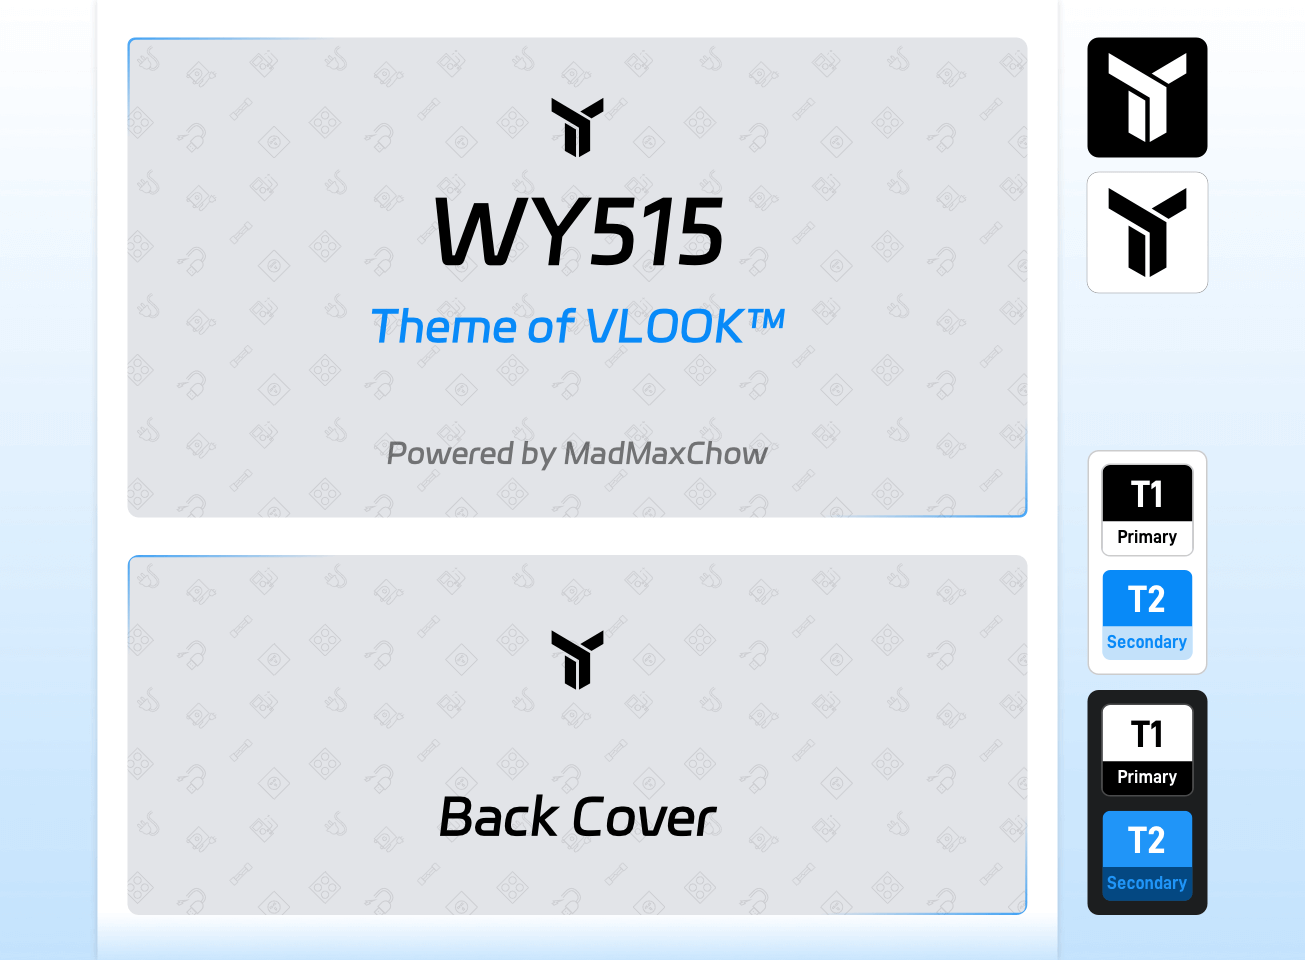 WY515
Theme of VLOOK™
Powered by MadMaxChow
Back Cover
T1
Primary
T2
Secondary
T1
Primary
T2
Secondary